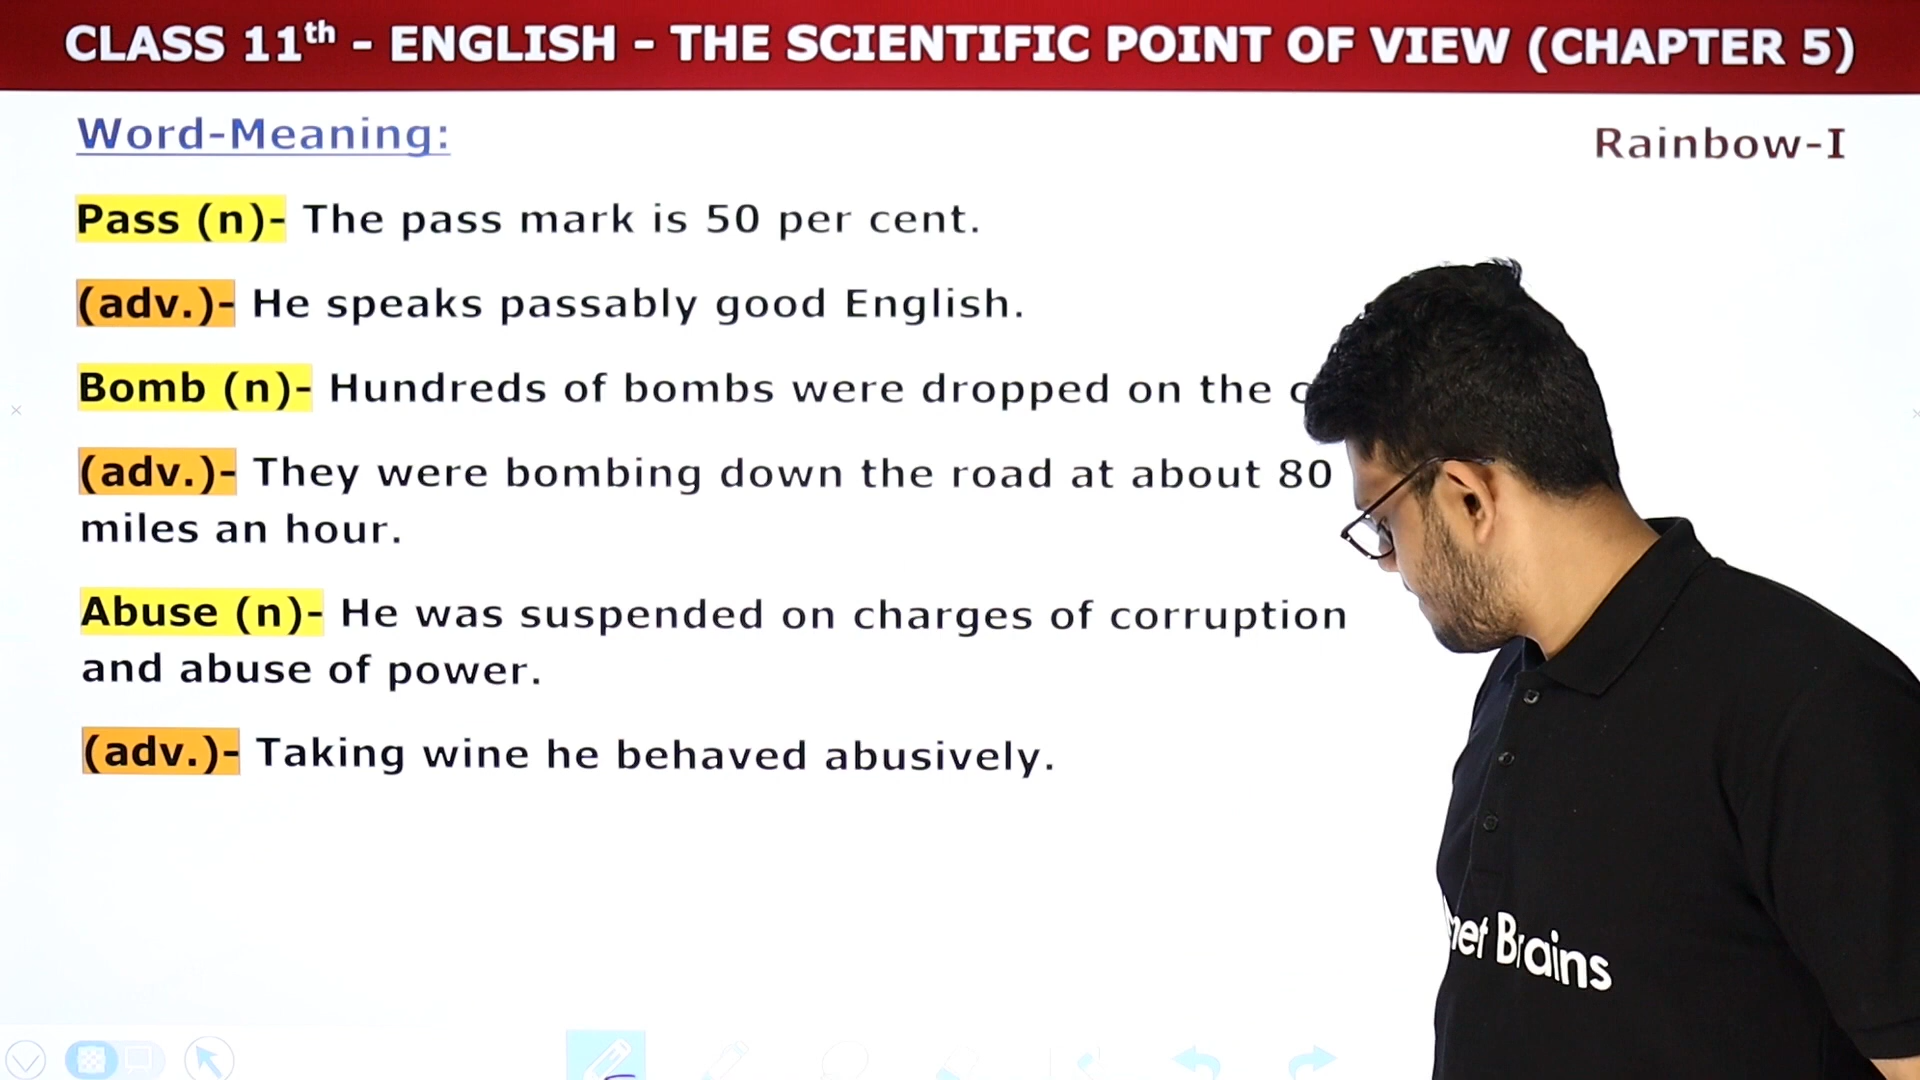 CLASS 11th - ENGLISH - THE SCIENTIFIC POINT OF VIEW (CHAPTER 5)
Word-Meaning:
Rainbow-I
Pass (n)- The pass mark is 50 per cent.
(adv.)- He speaks passably good English.
Bomb (n)- Hundreds of bombs were dropped on the
(adv.)- They were bombing down the road at about 80
miles an hour.
Abuse (n)- He was suspended on charges of corruption
and abuse of power.
(adv.)- Taking wine he behaved abusively.
Brains